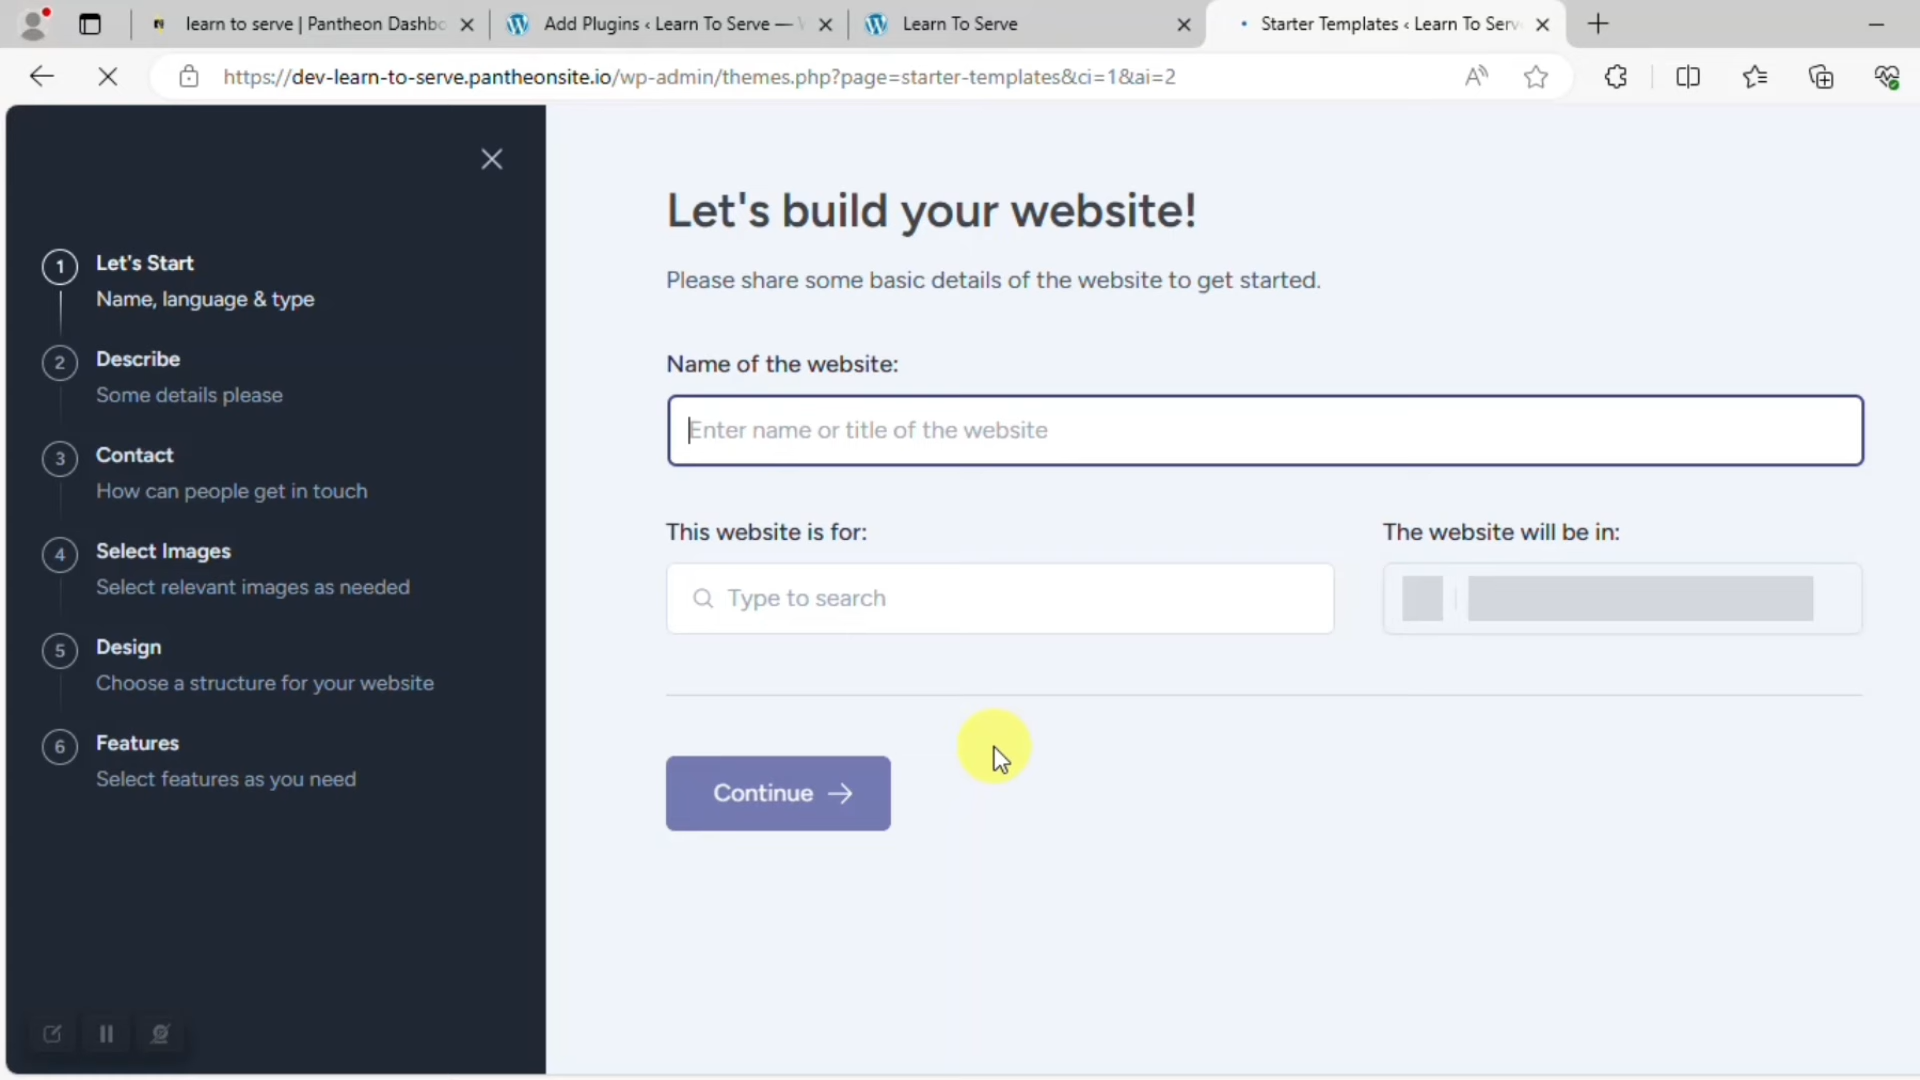 learn to serve | Pantheon Dashbo
Add Plugins ‹ Learn To Serve —
Learn To Serve
Starter Templates ‹ Learn To Serv
https://dev-learn-to-serve.pantheonsite.io/wp-admin/themes.php?page=starter-templates&ci=1&ai=2
1
Let's Start
Name, language & type
2
Describe
Some details please
3
Contact
How can people get in touch
4
Select Images
Select relevant images as needed
5
Design
Choose a structure for your website
6
Features
Select features as you need
Let's build your website!
Please share some basic details of the website to get started.
Name of the website:
Enter name or title of the website
This website is for:
Type to search
The website will be in:
Continue